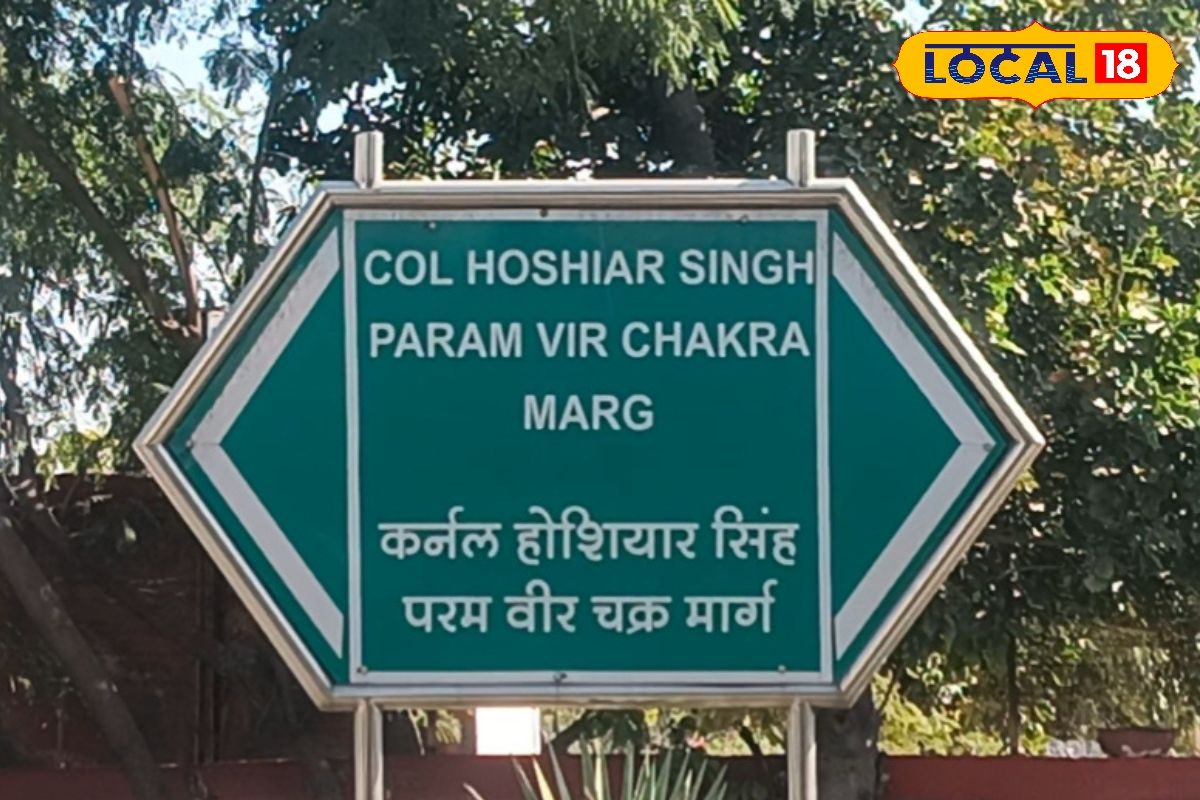 LOCAL 18
COL HOSHIAR SINGH
PARAM VIR CHAKRA
MARG
कर्नल होशियार सिंह
परम वीर चक्र मार्ग